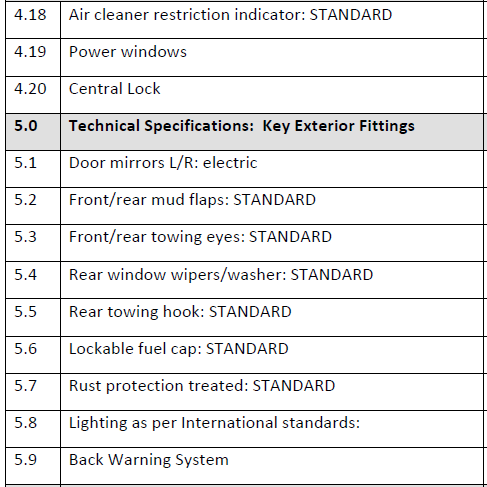 4.18 Air cleaner restriction indicator: STANDARD
4.19 Power windows
4.20 Central Lock
5.0 Technical Specifications:  Key Exterior Fittings
5.1 Door mirrors L/R: electric
5.2 Front/rear mud flaps: STANDARD
5.3 Front/rear towing eyes: STANDARD
5.4 Rear window wipers/washer: STANDARD
5.5 Rear towing hook: STANDARD
5.6 Lockable fuel cap: STANDARD
5.7 Rust protection treated: STANDARD
5.8 Lighting as per International standards:
5.9 Back Warning System